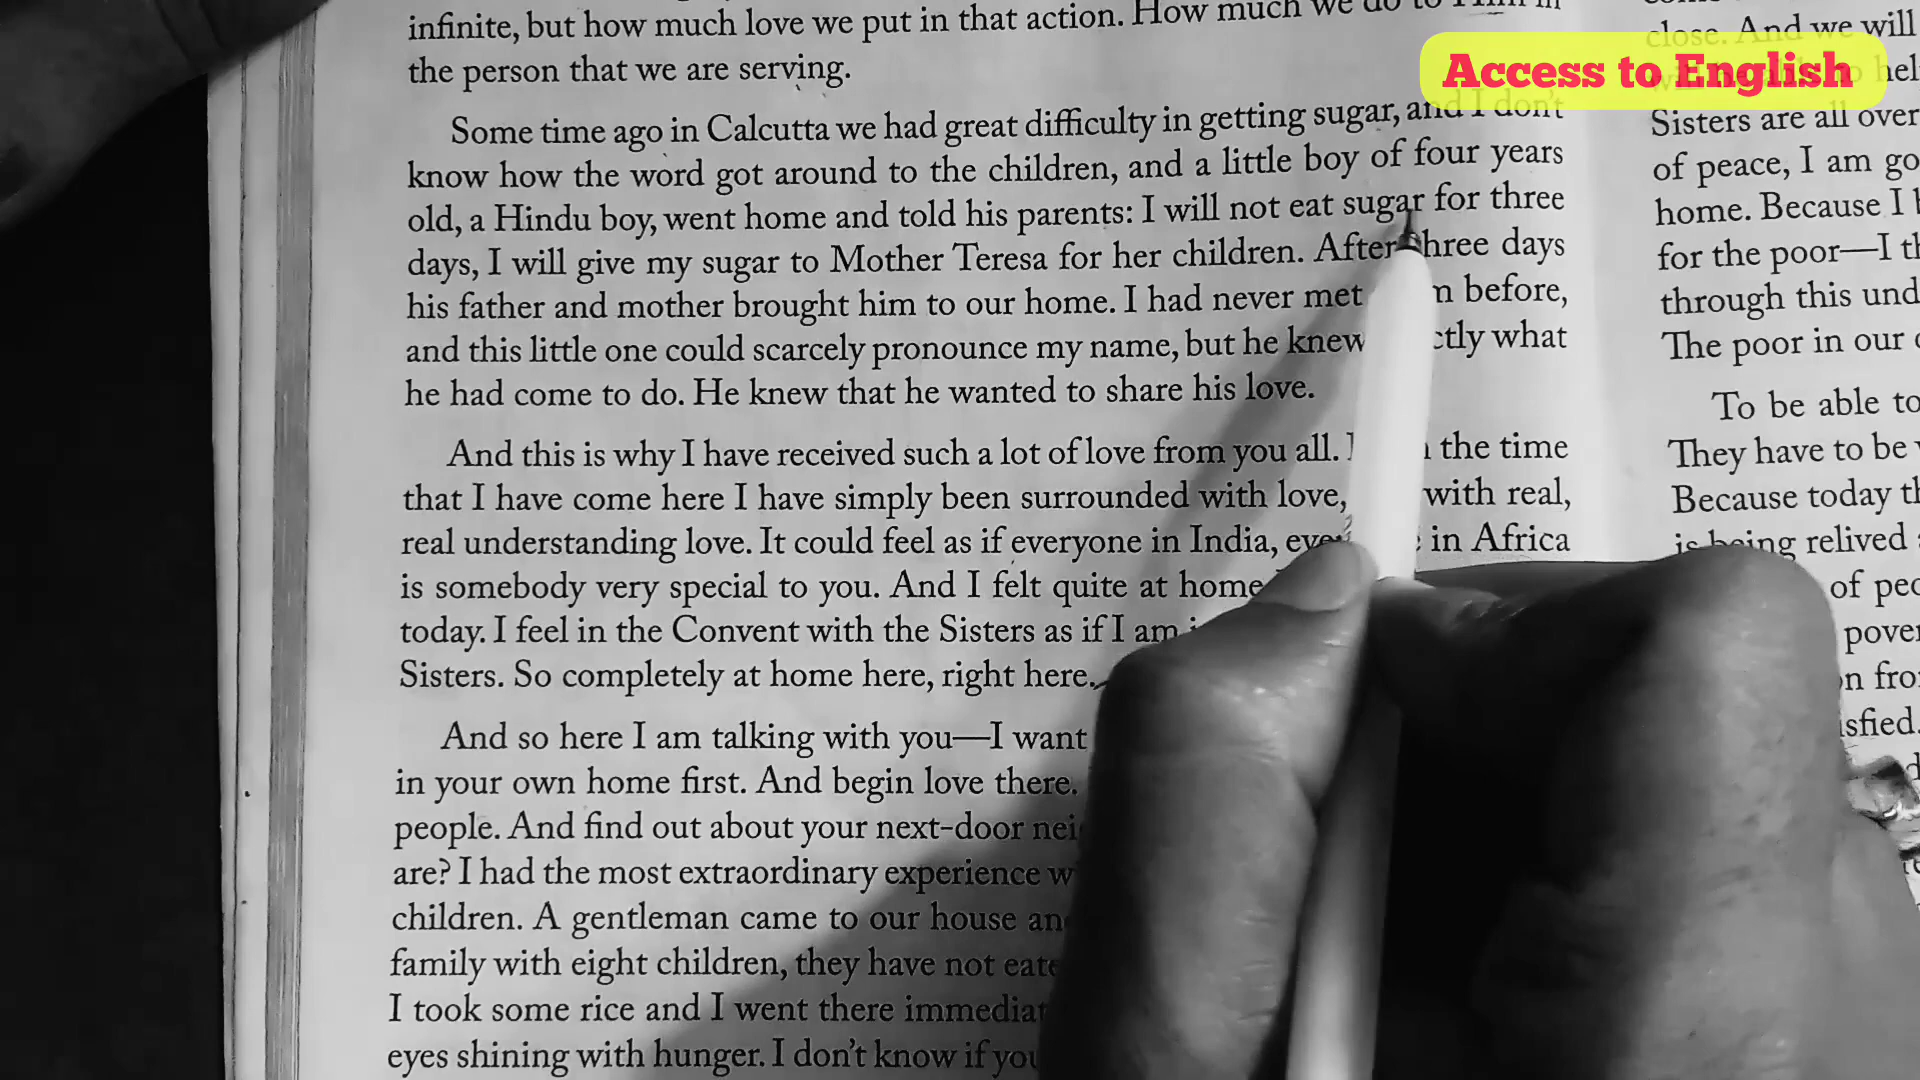 infinite, but how much love we put in that action. How much we do to Him in
the person that we are serving.
Some time ago in Calcutta we had great difficulty in getting sugar, and I don't
know how the word got around to the children, and a little boy of four years
old, a Hindu boy, went home and told his parents: I will not eat sugar for three
days, I will give my sugar to Mother Teresa for her children. After three days
his father and mother brought him to our home. I had never met before,
and this little one could scarcely pronounce my name, but he knew what
he had come to do. He knew that he wanted to share his love.
And this is why I have received such a lot of love from you all. the time
that I have come here I have simply been surrounded with love, with real,
real understanding love. It could feel as if everyone in India, in Africa
is somebody very special to you. And I felt quite at home
today. I feel in the Convent with the Sisters as if I am
Sisters. So completely at home here, right here.
And so here I am talking with you—I want
in your own home first. And begin love there.
people. And find out about your next-door
are? I had the most extraordinary experience
children. A gentleman came to our house
family with eight children, they have not
I took some rice and I went there
eyes shining with hunger. I don't know if
Access to English
close. And we will
Sisters are all over
of peace, I am
home. Because I
for the poor—I
through this
The poor in our
To be able to
They have to be
Because today
is being relived
of